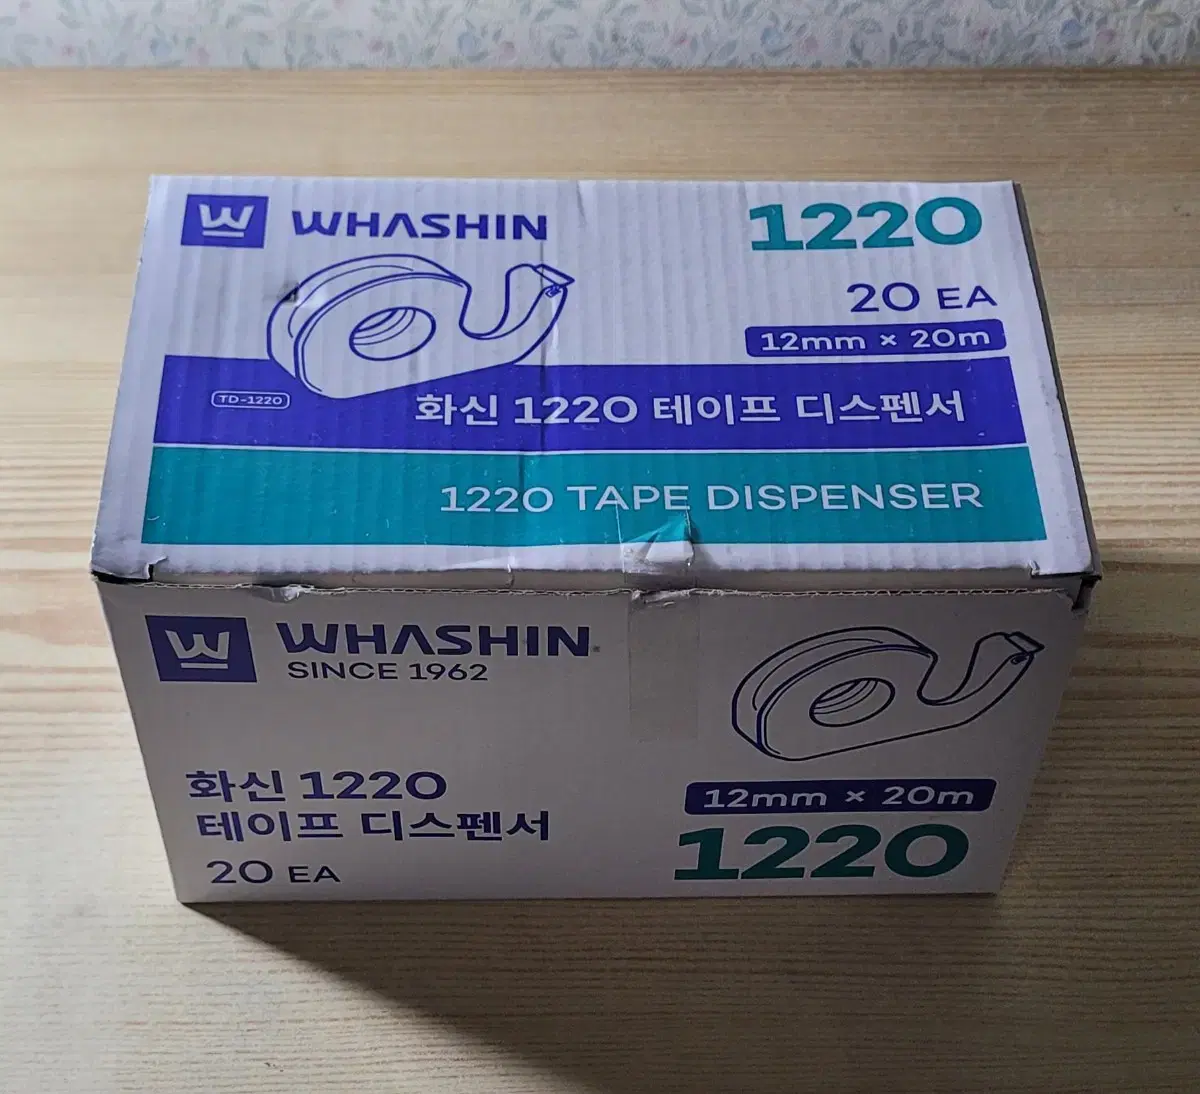 W WHASHIN
1220
20 EA
12mm × 20m
TD-1220
화신 1220 테이프 디스펜서
1220 TAPE DISPENSER
W WHASHIN
SINCE 1962
화신 1220
테이프 디스펜서
20 EA
12mm × 20m
1220